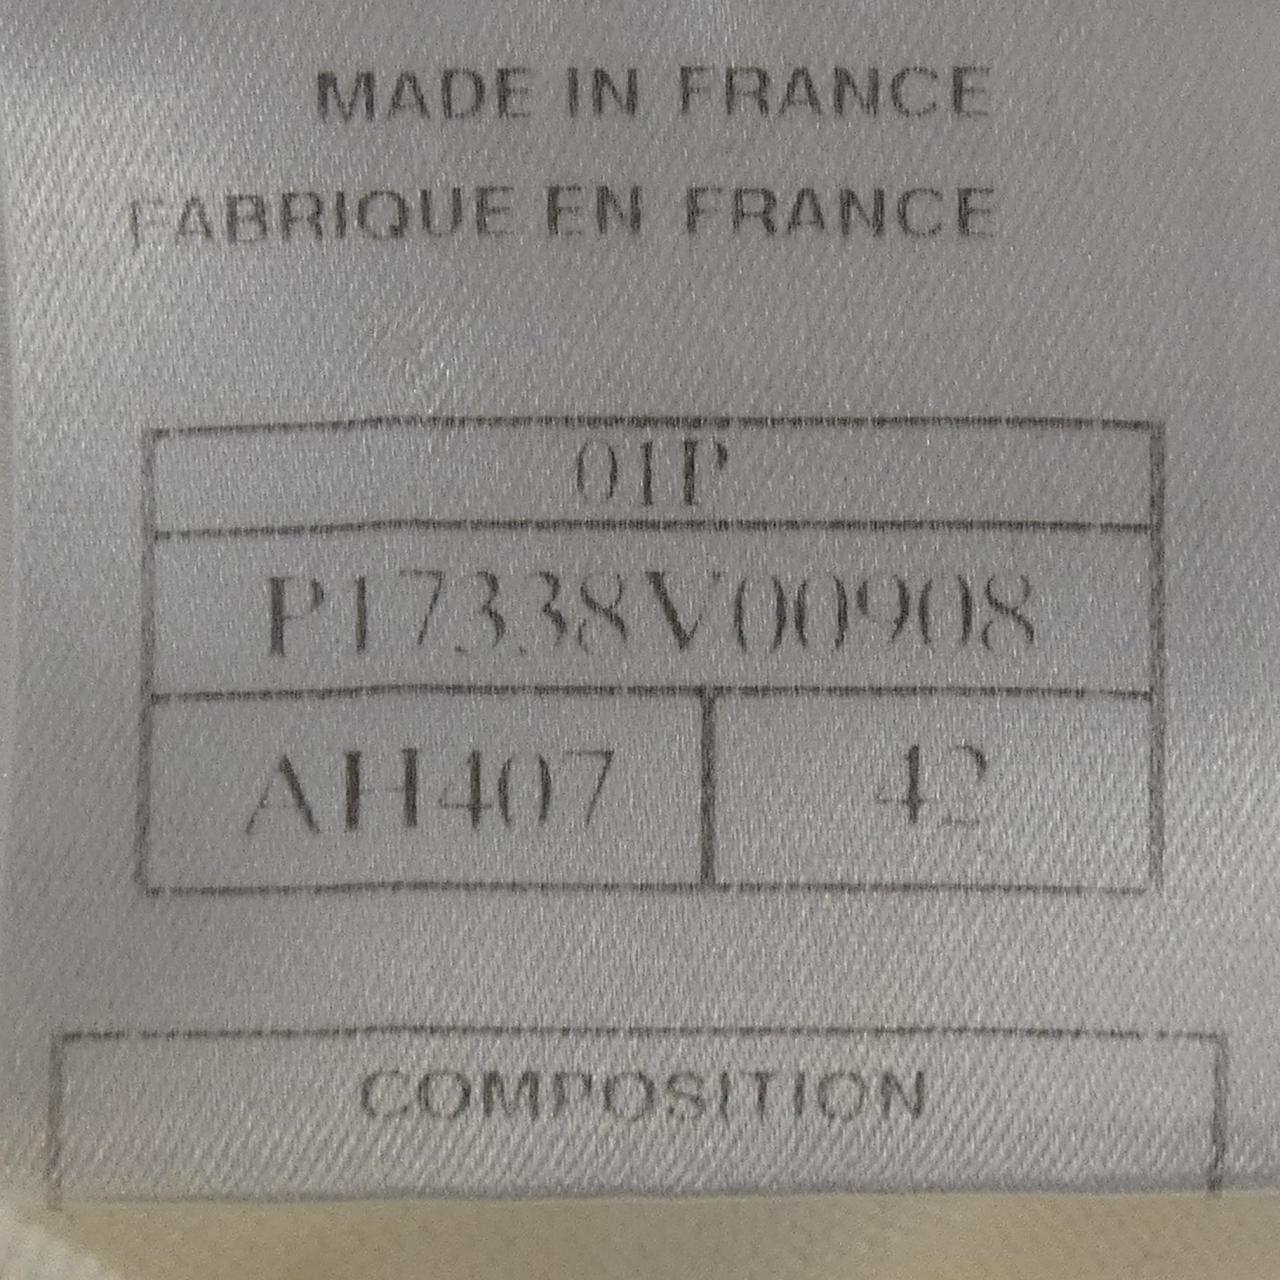 MADE IN FRANCE
FABRIQUE EN FRANCE
01P
P17338V00908
AH407 42
COMPOSITION